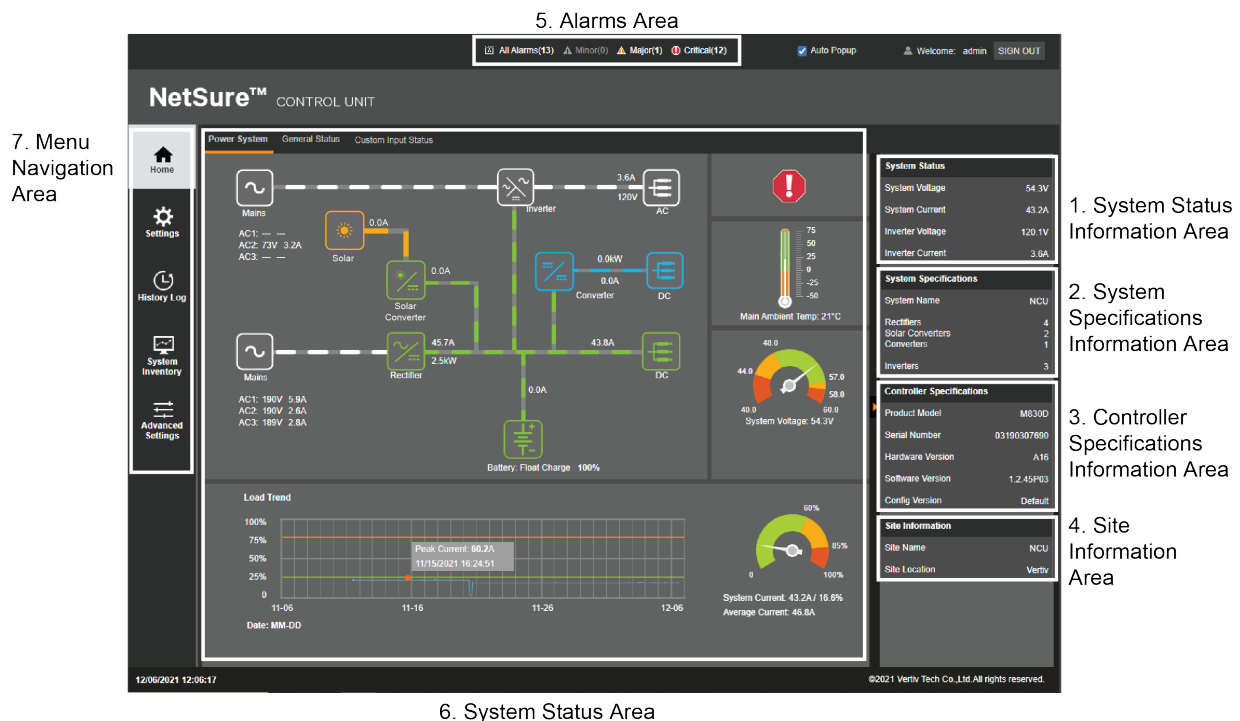 5. Alarms Area
All Alarms(13) Minor(0) Major(1) Critical(12)
Auto Popup
Welcome: admin SIGN OUT
NetSure™ CONTROL UNIT
7. Menu
Navigation
Area
Home
Settings
History Log
System
Inventory
Advanced
Settings
Power System General Status Custom Input Status
Mains
AC1: — —
AC2: 73V 3.2A
AC3: — —
Inverter
3.6A
120V
AC
0.0A
Solar
0.0A
Solar
Converter
0.0kW
0.0A
Converter
DC
Mains
AC1: 190V 5.9A
AC2: 190V 2.6A
AC3: 189V 2.8A
45.7A
2.5kW
Rectifier
43.8A
DC
0.0A
Battery: Float Charge 100%
75
50
25
0
-25
-50
Main Ambient Temp: 21°C
48.0
44.0
57.0
58.0
40.0
60.0
System Voltage: 54.3V
Load Trend
100%
75%
50%
25%
0
Peak Current: 60.2A
11/15/2021 16:24:51
11-06 11-16 11-26 12-06
Date: MM-DD
60%
85%
0
100%
System Current: 43.2A / 16.6%
Average Current: 46.8A
System Status
System Voltage 54.3V
System Current 43.2A
Inverter Voltage 120.1V
Inverter Current 3.6A
1. System Status
Information Area
System Specifications
System Name NCU
Rectifiers 4
Solar Converters 2
Converters 1
Inverters 3
2. System
Specifications
Information Area
Controller Specifications
Product Model M830D
Serial Number 03190307690
Hardware Version A16
Software Version 1.2.45P03
Config Version Default
3. Controller
Specifications
Information Area
Site Information
Site Name NCU
Site Location Vertiv
4. Site
Information
Area
12/06/2021 12:06:17
©2021 Vertiv Tech Co.,Ltd.All rights reserved.
6. System Status Area